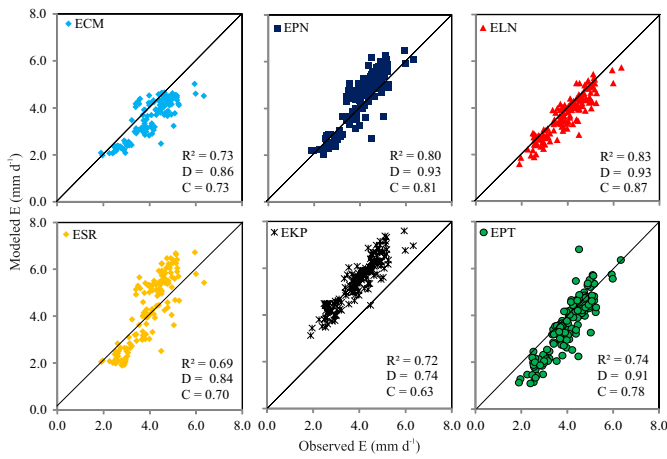 8.0
6.0
4.0
2.0
0.0
ECM
R² = 0.73
D = 0.86
C = 0.73
EPN
R² = 0.80
D = 0.93
C = 0.81
ELN
R² = 0.83
D = 0.93
C = 0.87
Modeled E (mm d⁻¹)
8.0
6.0
4.0
2.0
0.0
ESR
R² = 0.69
D = 0.84
C = 0.70
EKP
R² = 0.72
D = 0.74
C = 0.63
EPT
R² = 0.74
D = 0.91
C = 0.78
0.0 2.0 4.0 6.0 8.0
0.0 2.0 4.0 6.0 8.0
0.0 2.0 4.0 6.0 8.0
Observed E (mm d⁻¹)